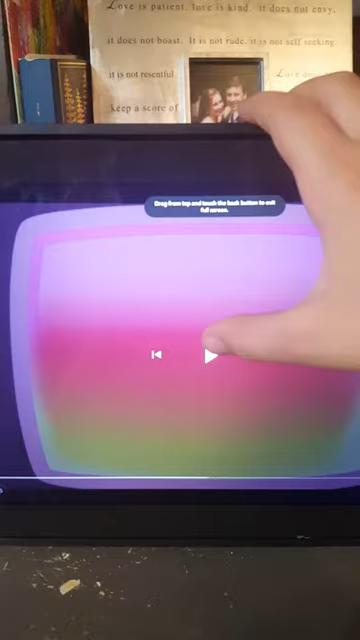 Love is patient, love is kind. it does not envy,
it does not boast. It is not rude, it is not self seeking
it is not resentful
keep a score of
Drag from top and touch the back button to exit
full screen.